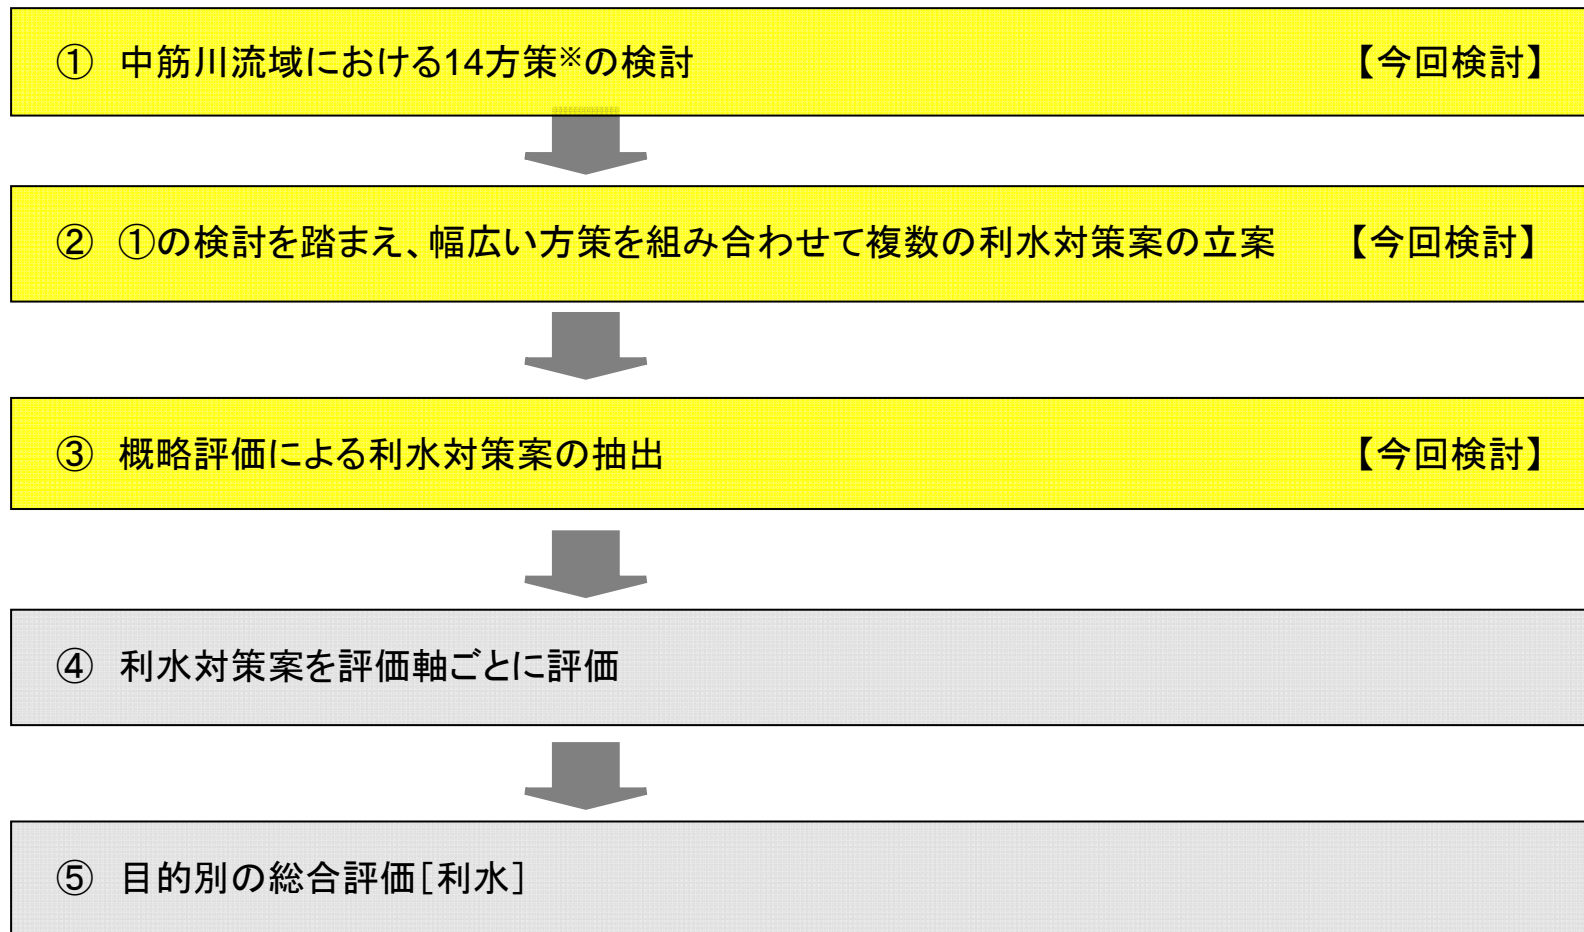 ① 中筋川流域における14方策※の検討 【今回検討】
② ①の検討を踏まえ、幅広い方策を組み合わせて複数の利水対策案の立案 【今回検討】
③ 概略評価による利水対策案の抽出 【今回検討】
④ 利水対策案を評価軸ごとに評価
⑤ 目的別の総合評価［利水］